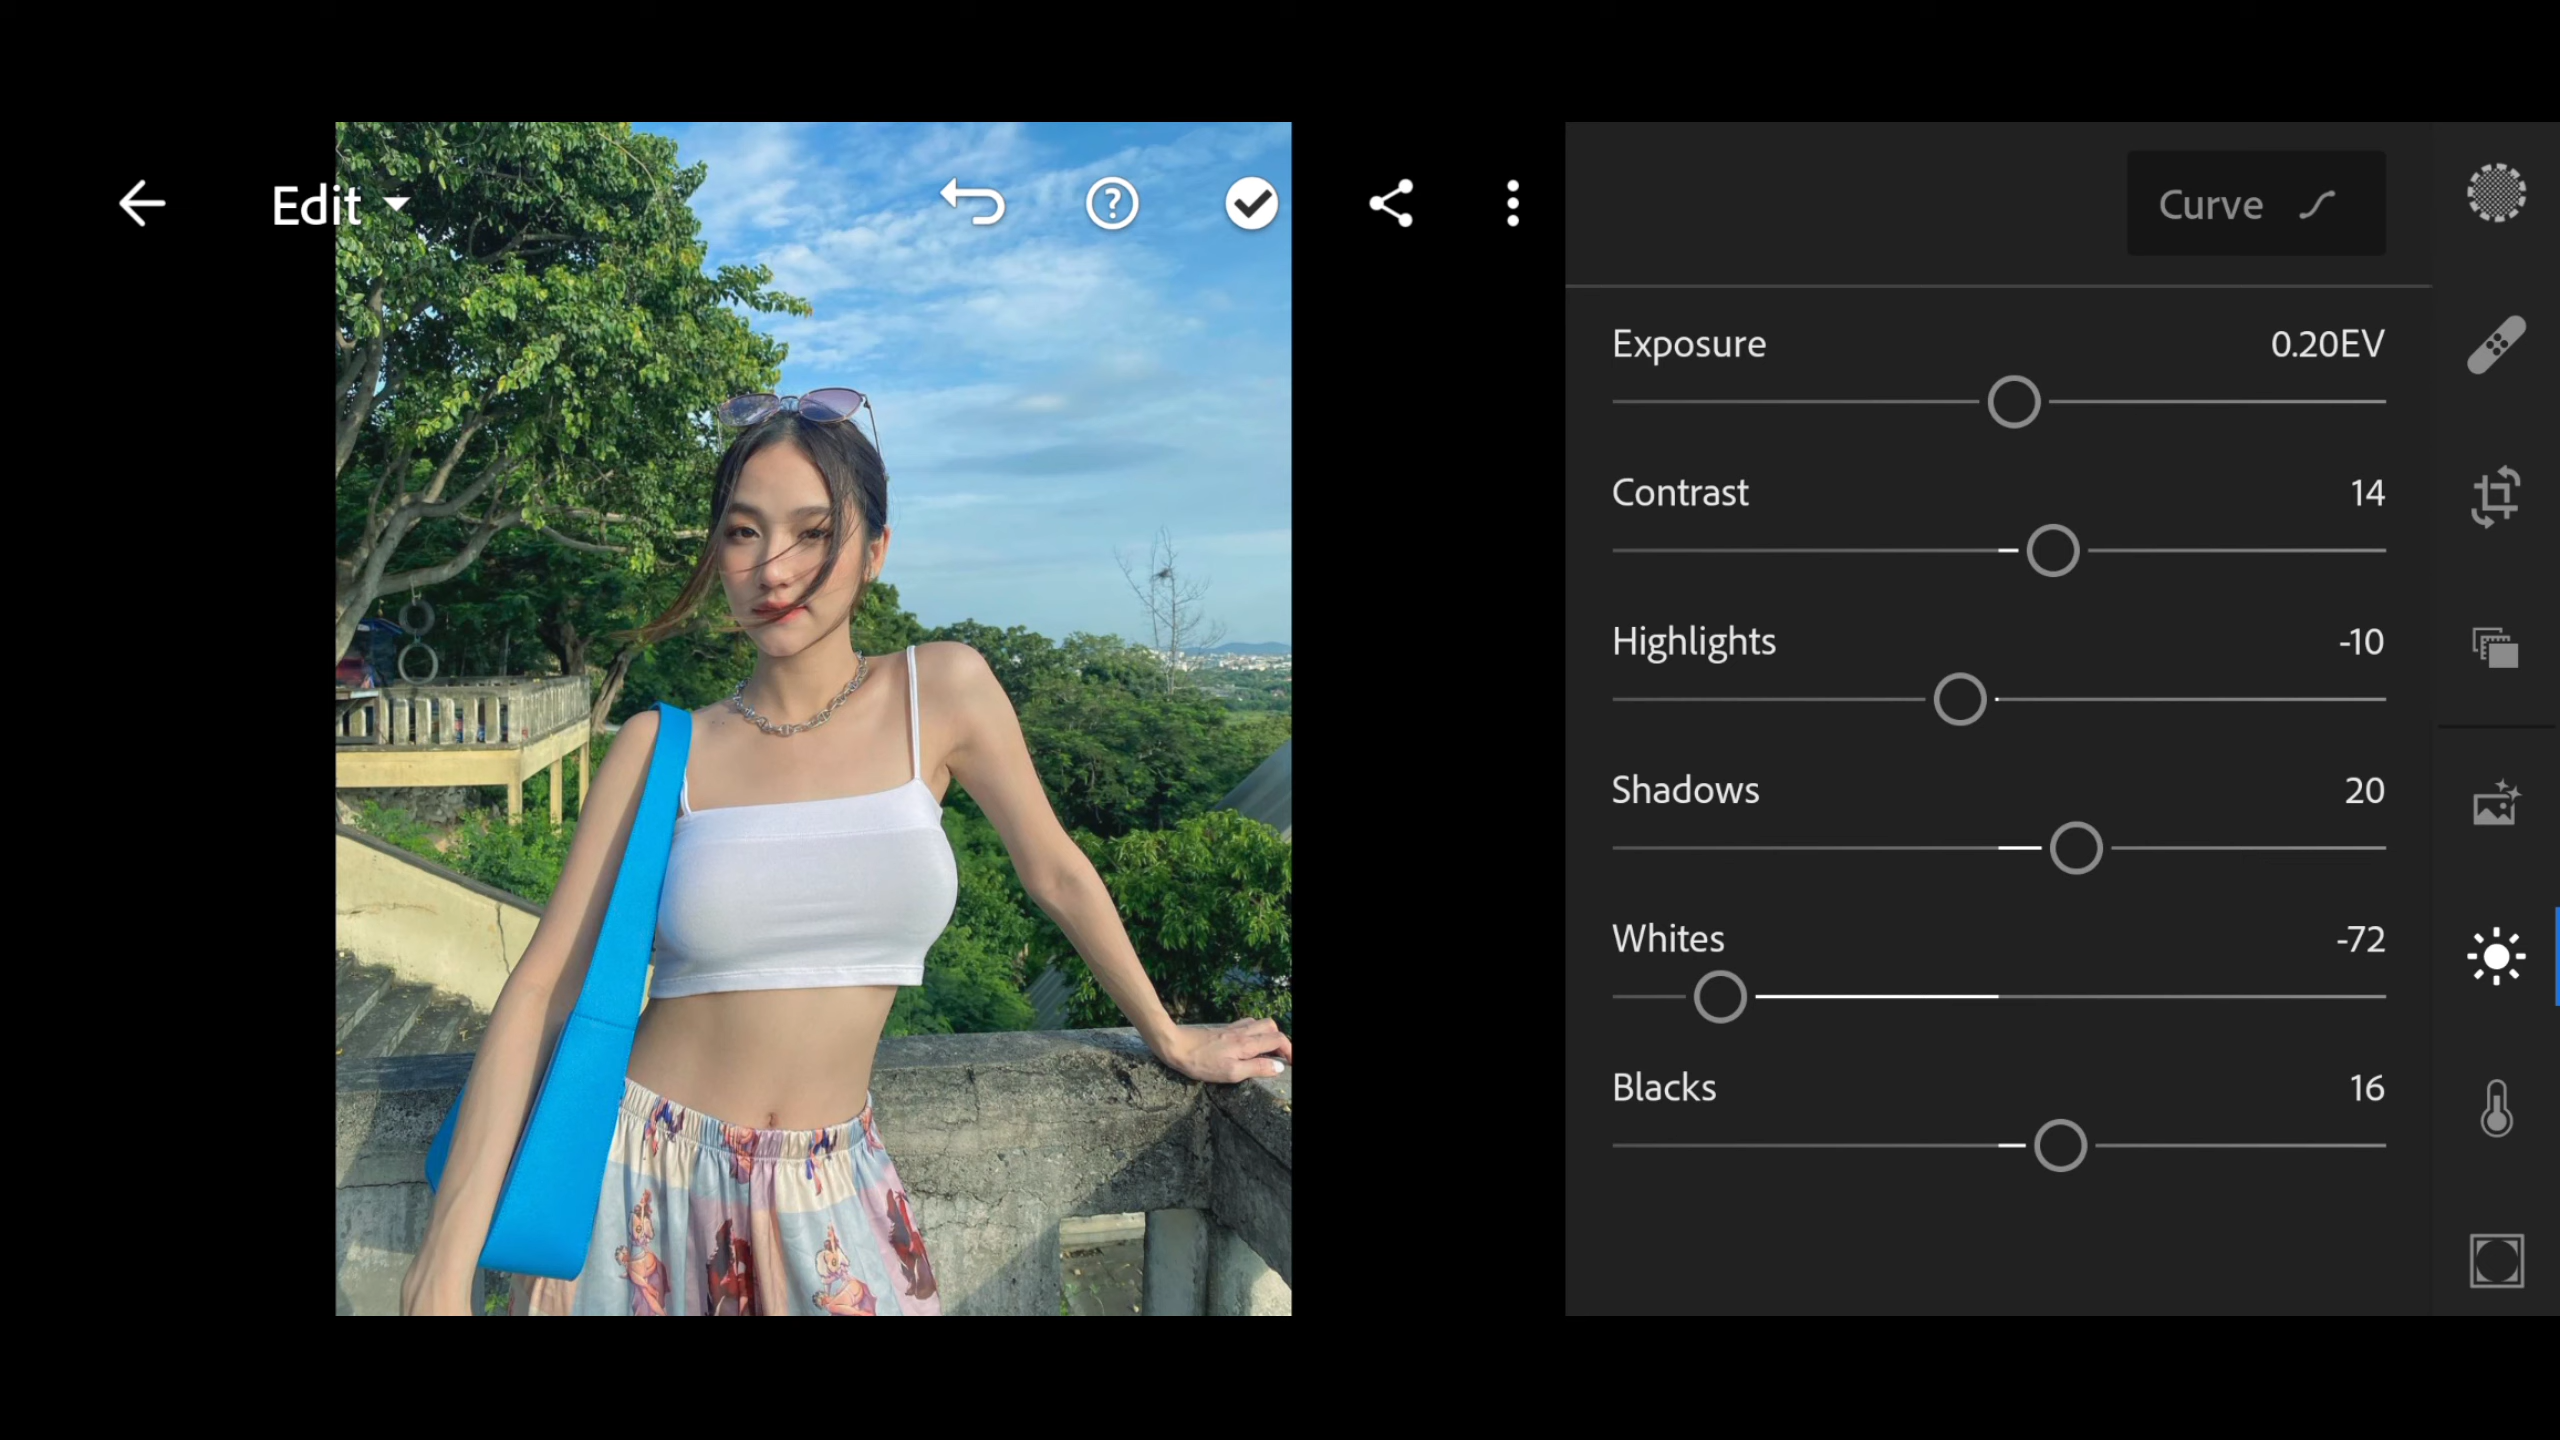 Edit
Curve
Exposure 0.20EV
Contrast 14
Highlights -10
Shadows 20
Whites -72
Blacks 16